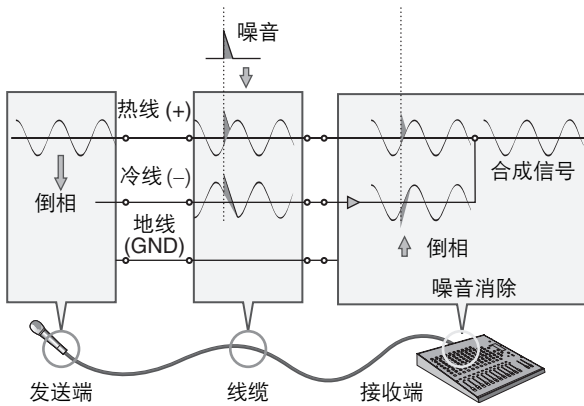 噪音
热线 (+)
冷线 (–)
倒相
地线
(GND)
合成信号
倒相
噪音消除
发送端
线缆
接收端